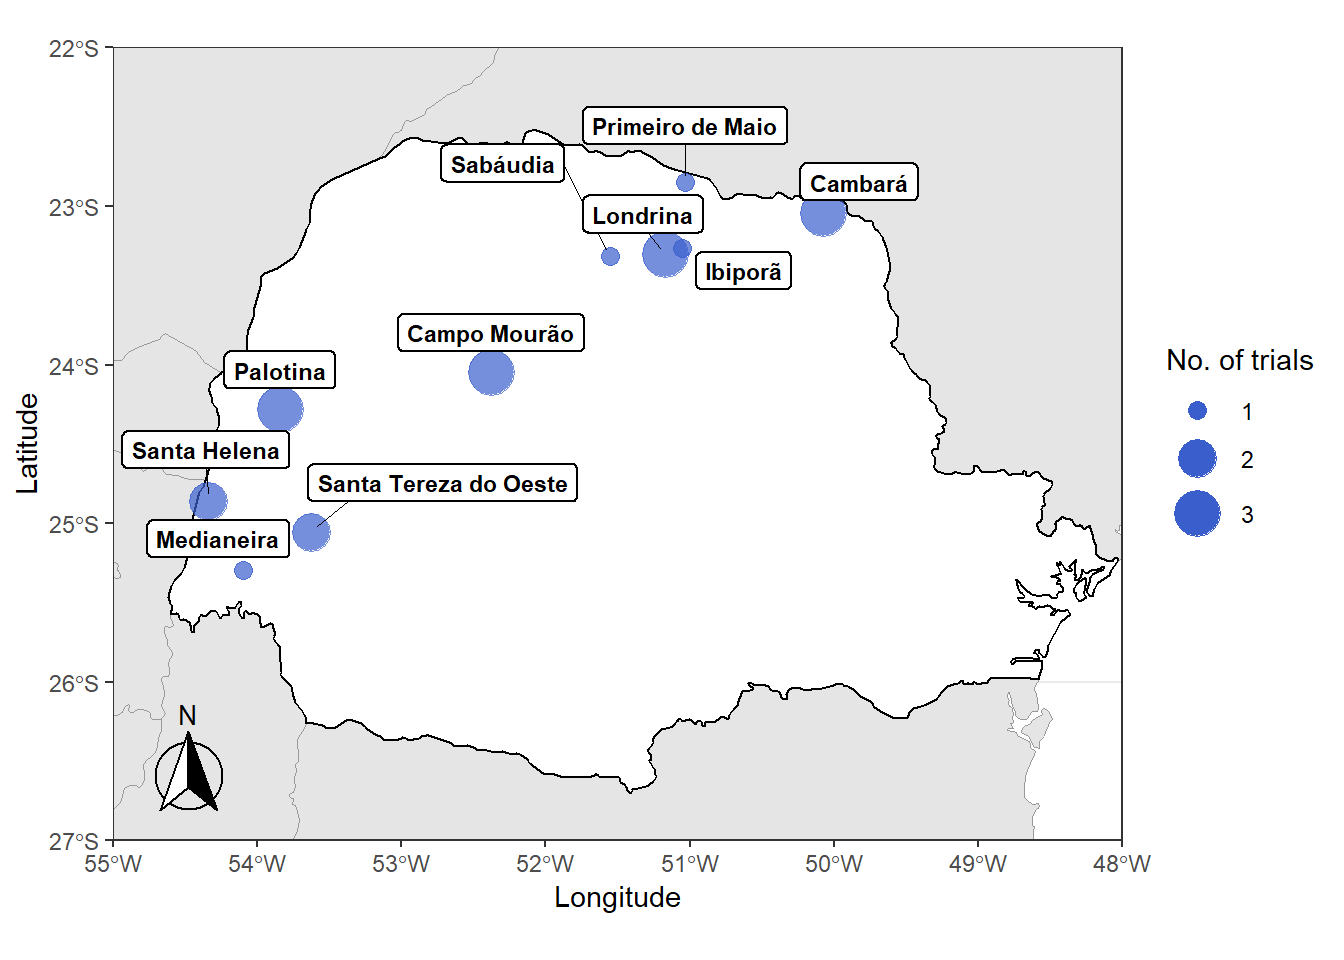 22°S
Primeiro de Maio
Sabáudia
Cambará
23°S
Londrina
Ibiporã
Campo Mourão
No. of trials
24°S
Palotina
1
Santa Helena
2
Latitude
Santa Tereza do Oeste
3
25°S
Medianeira
26°S
N
27°S
55°W 54°W 53°W 52°W 51°W 50°W 49°W 48°W
Longitude